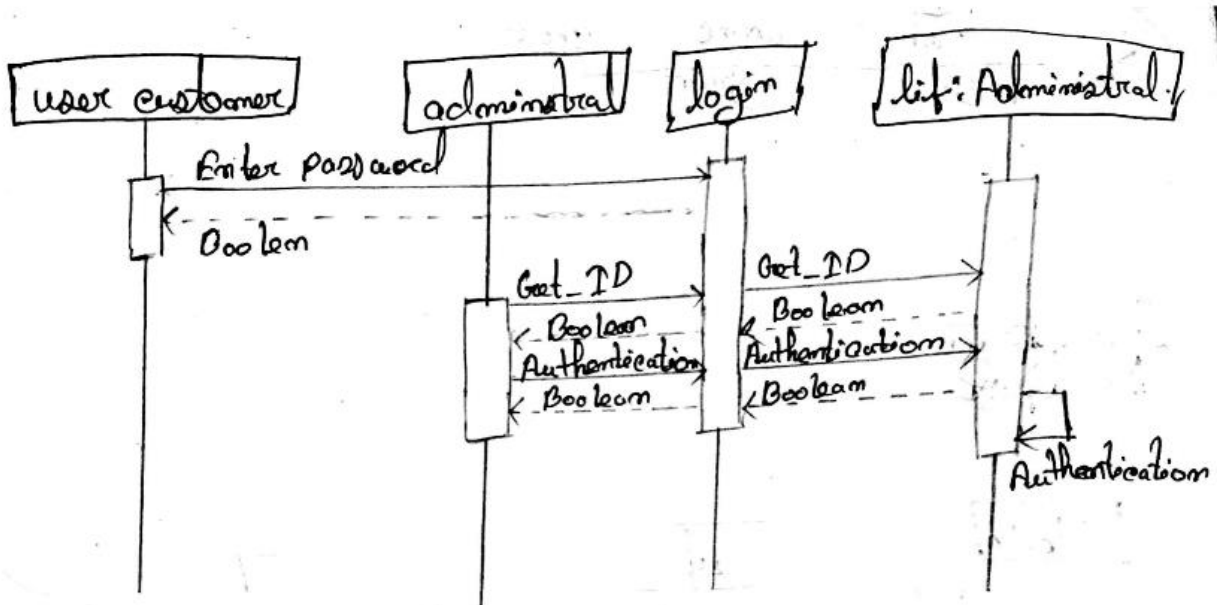 user customer
administral
login
lif: Administral.
Enter password
Boolem
Get_ID
Get_ID
Boolean
Boolean
Authentication
Authentication
Boolean
Boolean
Authentication